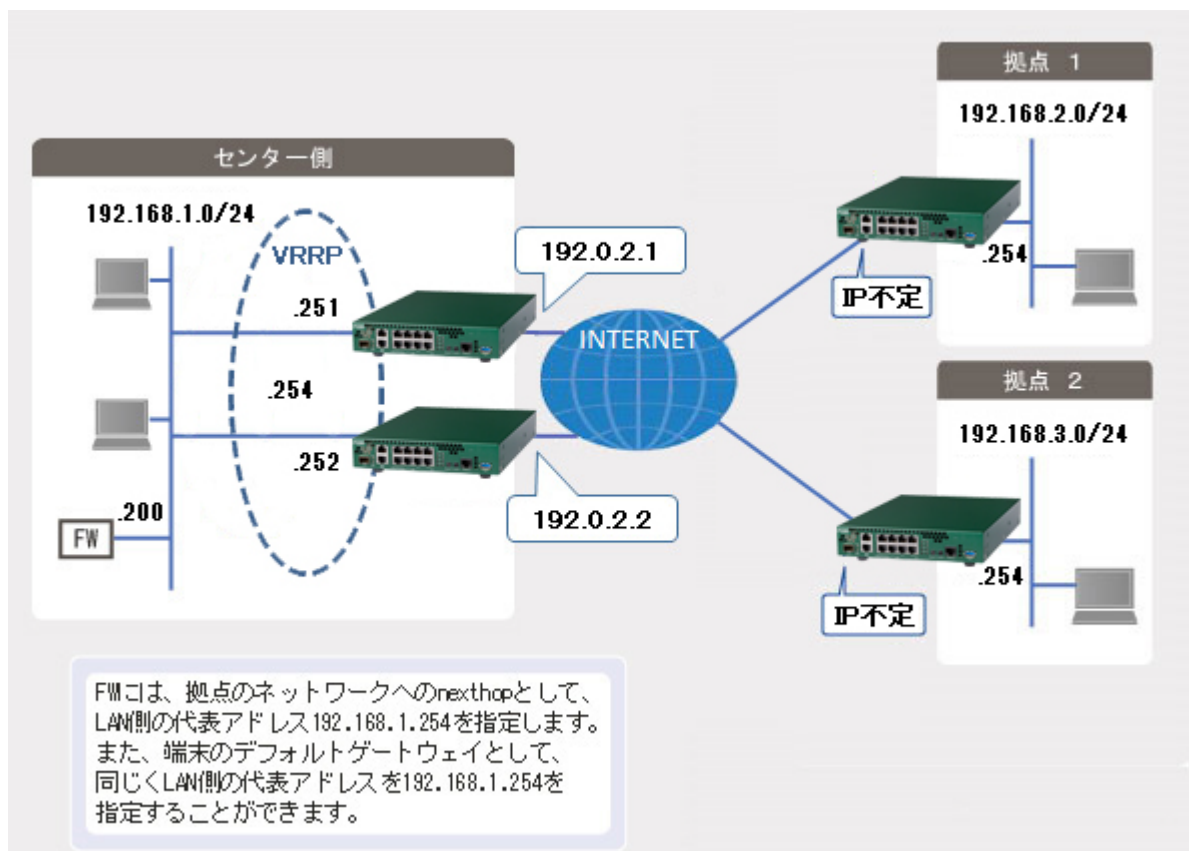 センター側
192.168.1.0/24
VRRP
.251
.254
.252
.200
FW
192.0.2.1
192.0.2.2
INTERNET
拠点 1
192.168.2.0/24
.254
IP不定
拠点 2
192.168.3.0/24
.254
IP不定
FWには、拠点のネットワークへのnexthopとして、
LAN側の代表アドレス192.168.1.254を指定します。
また、端末のデフォルトゲートウェイとして、
同じくLAN側の代表アドレスを192.168.1.254を
指定することができます。